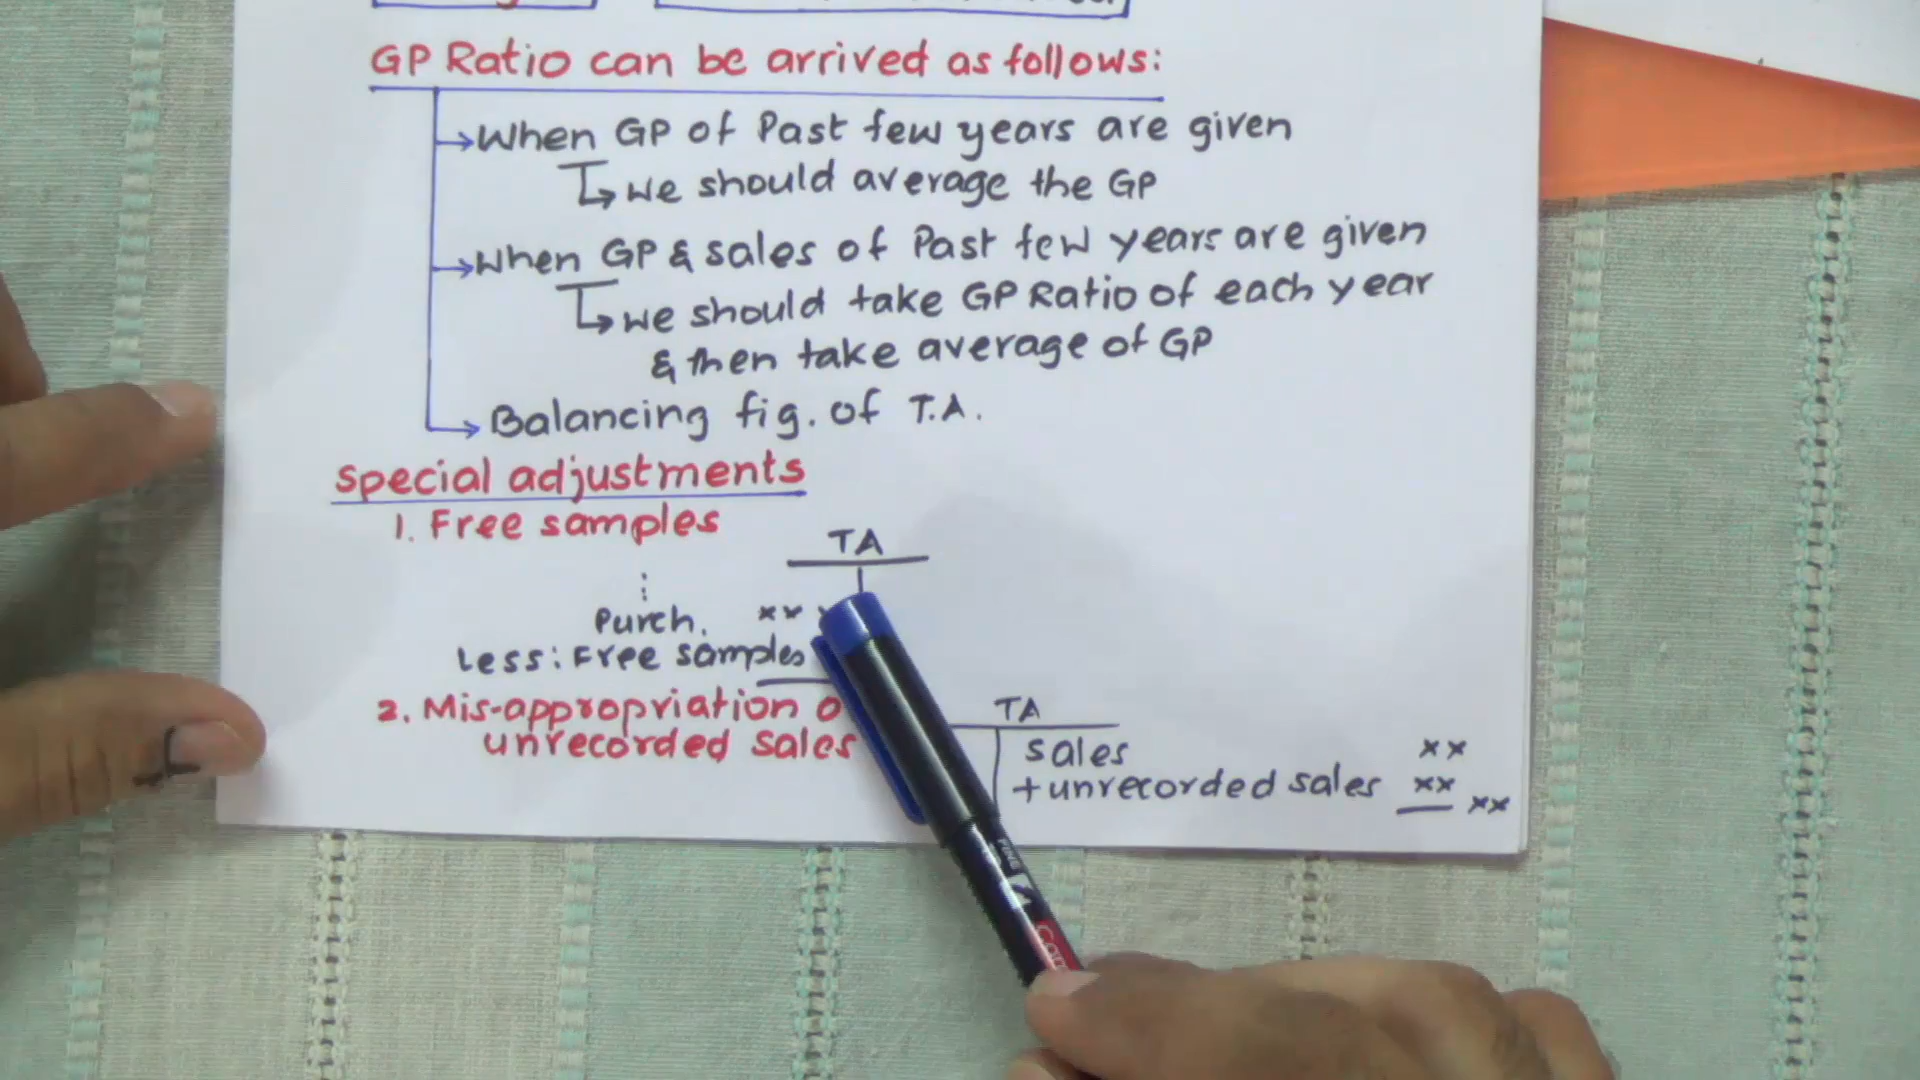 GP Ratio can be arrived as follows:
When GP of Past few years are given
we should average the GP
When GP & sales of Past few years are given
we should take GP Ratio of each year
& then take average of GP
Balancing fig. of T.A.
Special adjustments
1. Free samples
TA
Purch. xx
Less: Free samples
2. Mis-appropriation
unrecorded sales
TA
sales xx
+ unrecorded sales xx xx
FINE